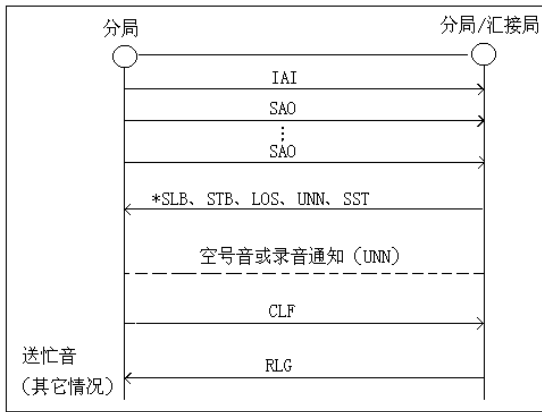 分局
分局/汇接局
IAI
SAO
⋮
SAO
*SLB、STB、LOS、UNN、SST
空号音或录音通知（UNN）
CLF
送忙音
（其它情况）
RLG